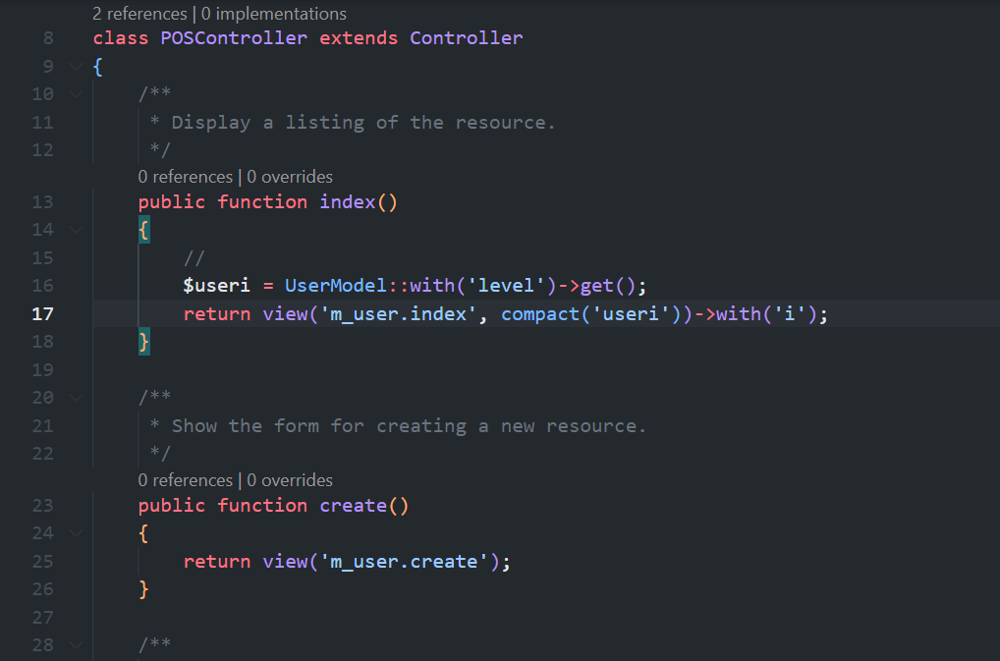 2 references | 0 implementations
8 class POSController extends Controller
9 {
10 /**
11 * Display a listing of the resource.
12 */
0 references | 0 overrides
13 public function index()
14 {
15 //
16 $useri = UserModel::with('level')->get();
17 return view('m_user.index', compact('useri'))->with('i');
18 }
19
20 /**
21 * Show the form for creating a new resource.
22 */
0 references | 0 overrides
23 public function create()
24 {
25 return view('m_user.create');
26 }
27
28 /**